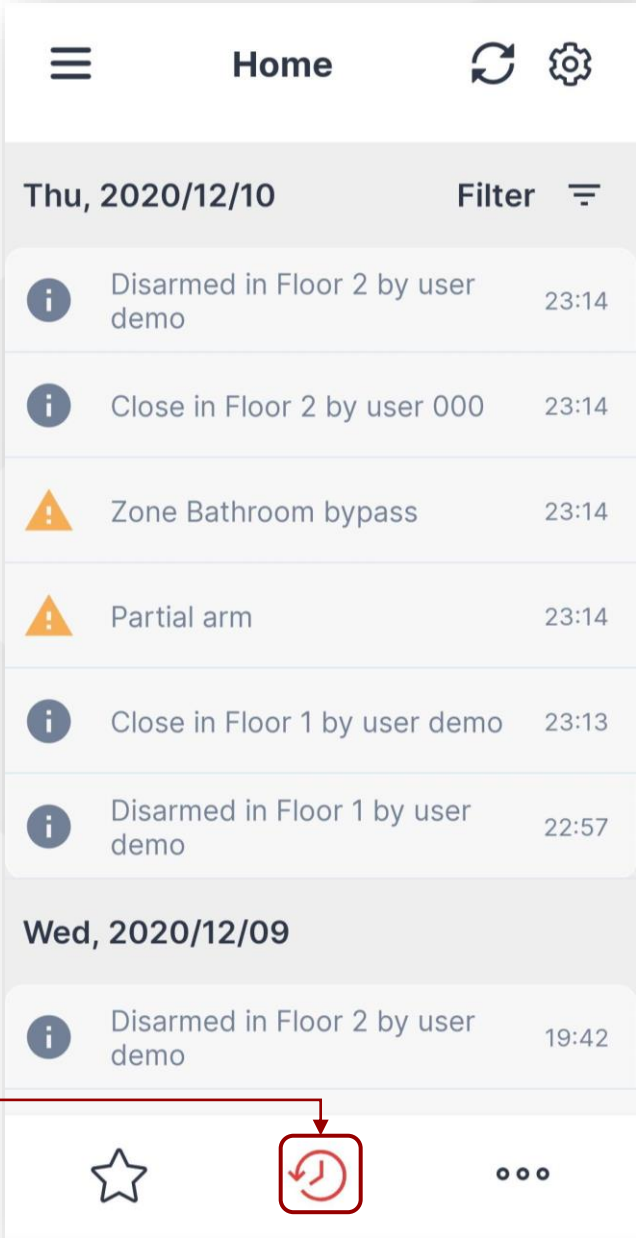 Home
Thu, 2020/12/10 Filter
Disarmed in Floor 2 by user
demo
23:14
Close in Floor 2 by user 000 23:14
Zone Bathroom bypass 23:14
Partial arm 23:14
Close in Floor 1 by user demo 23:13
Disarmed in Floor 1 by user
demo
22:57
Wed, 2020/12/09
Disarmed in Floor 2 by user
demo
19:42